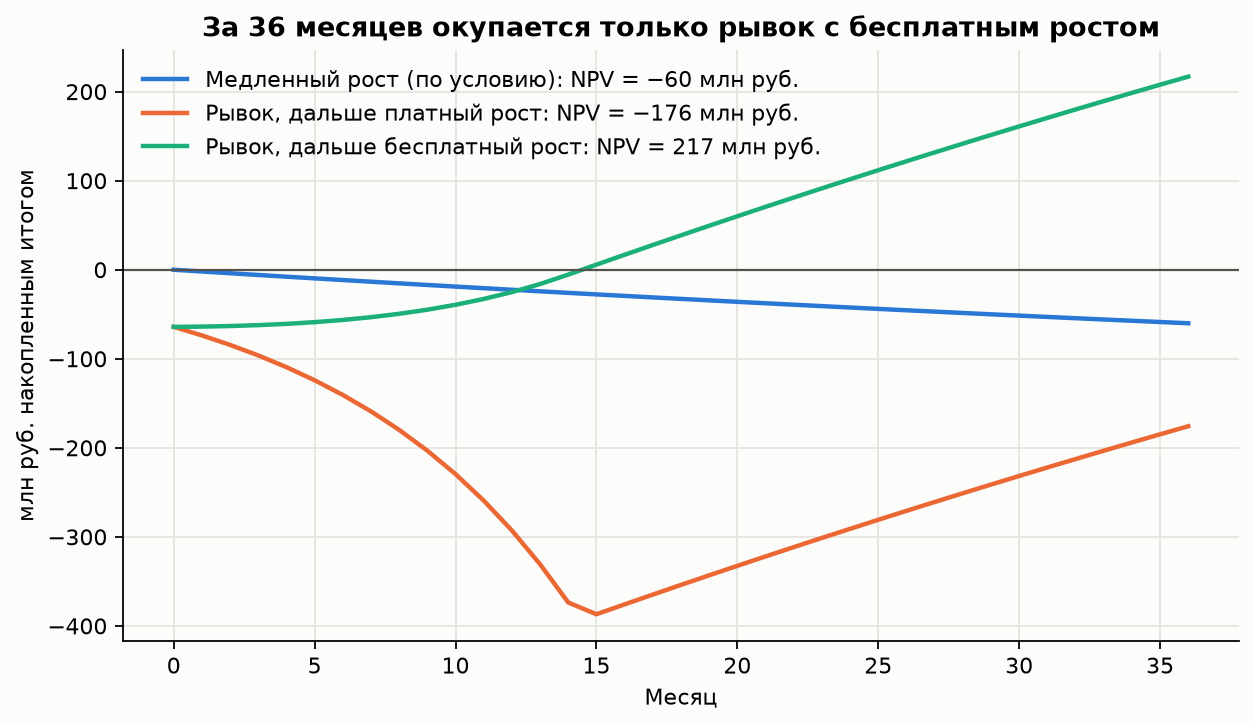 За 36 месяцев окупается только рывок с бесплатным ростом
Медленный рост (по условию): NPV = −60 млн руб.
Рывок, дальше платный рост: NPV = −176 млн руб.
Рывок, дальше бесплатный рост: NPV = 217 млн руб.
млн руб. накопленным итогом
200
100
0
−100
−200
−300
−400
0 5 10 15 20 25 30 35
Месяц